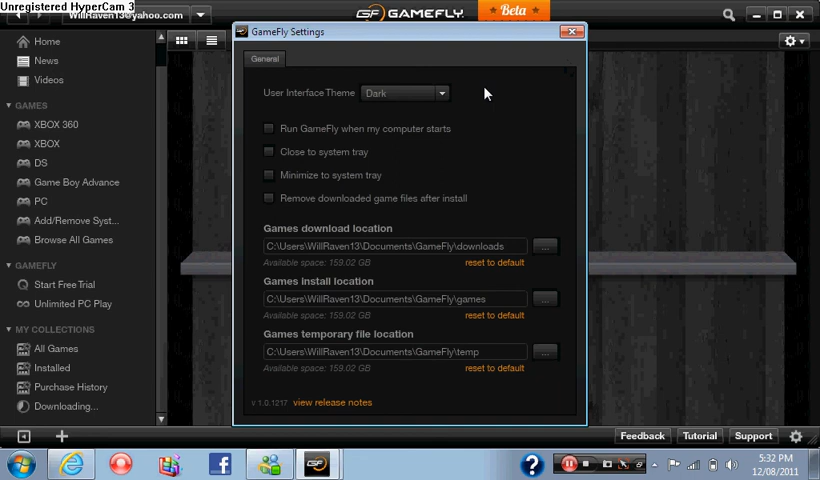 Unregistered HyperCam 3
WillRaven13@yahoo.com
GF GAMEFLY.
Beta
Home
News
Videos
GAMES
XBOX 360
XBOX
DS
Game Boy Advance
PC
Add/Remove Syst...
Browse All Games
GAMEFLY
Start Free Trial
Unlimited PC Play
MY COLLECTIONS
All Games
Installed
Purchase History
Downloading...
GameFly Settings
General
User Interface Theme Dark
Run GameFly when my computer starts
Close to system tray
Minimize to system tray
Remove downloaded game files after install
Games download location
C:\Users\WillRaven13\Documents\GameFly\downloads ...
Available space: 159.02 GB reset to default
Games install location
C:\Users\WillRaven13\Documents\GameFly\games ...
Available space: 159.02 GB reset to default
Games temporary file location
C:\Users\WillRaven13\Documents\GameFly\temp ...
Available space: 159.02 GB reset to default
v 1.0.1217 view release notes
Feedback Tutorial Support
5:32 PM
12/08/2011